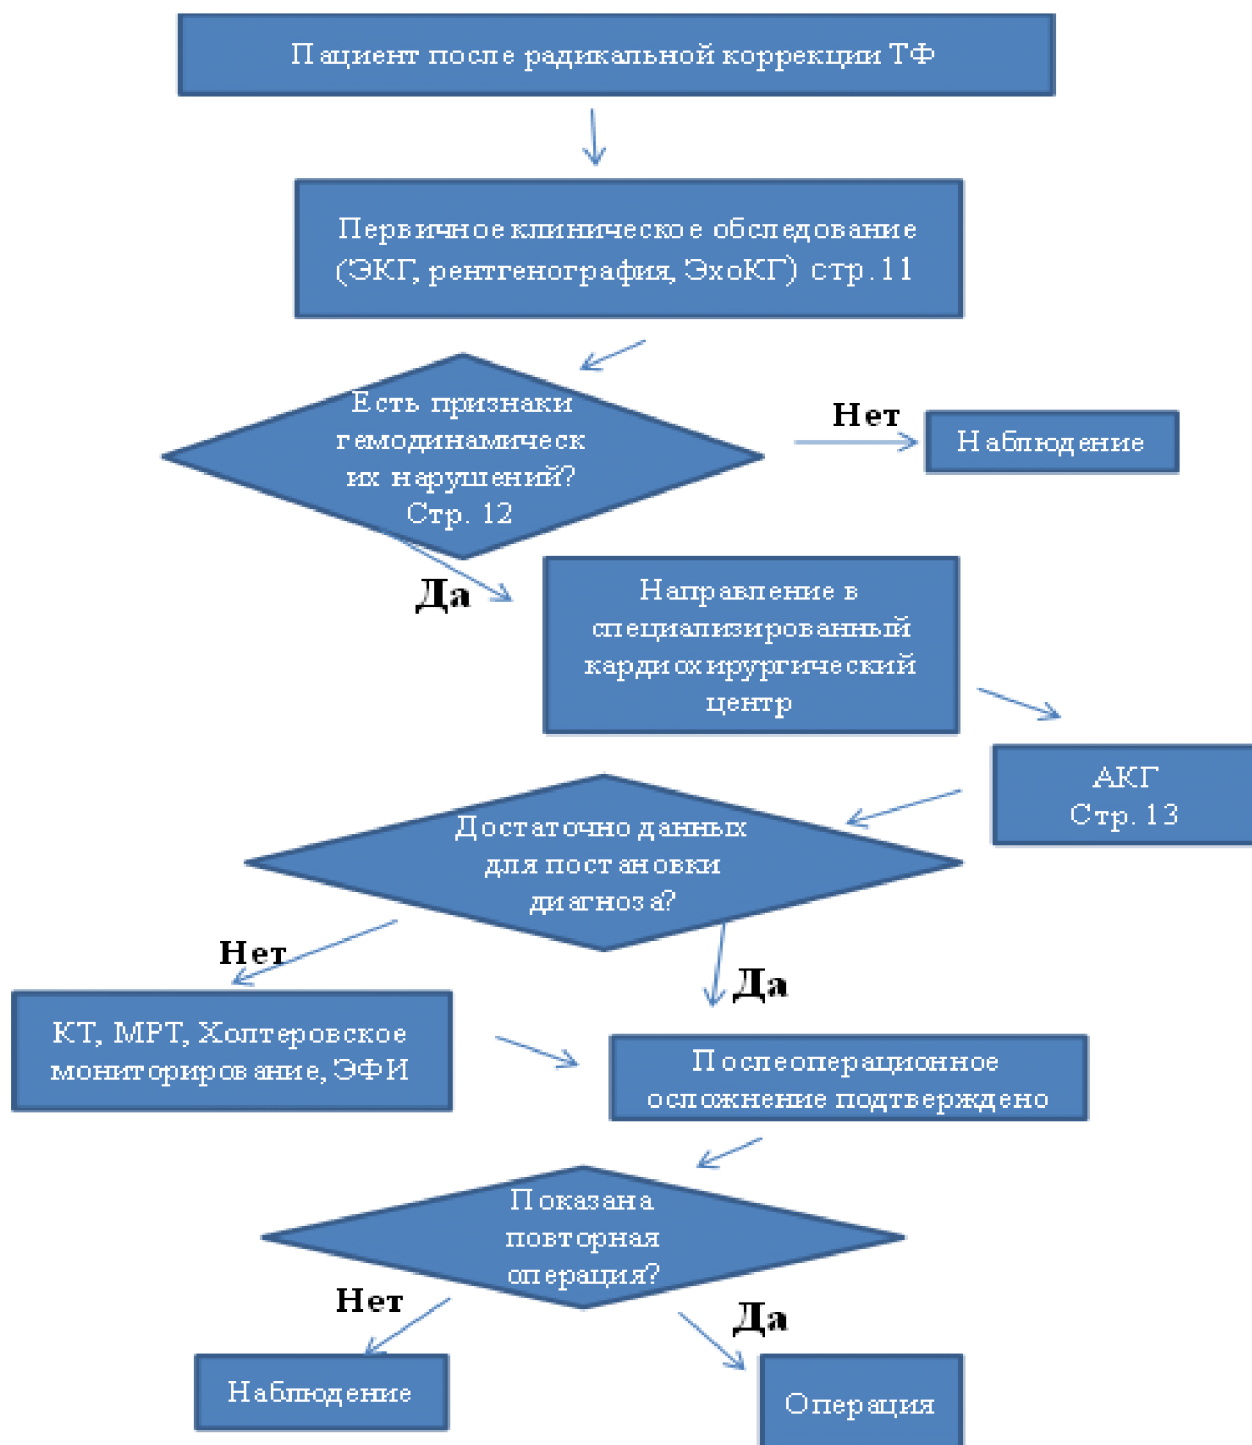 Пациент после радикальной коррекции ТФ
Первичное клиническое обследование
(ЭКГ, рентгенография, ЭхоКГ) стр.11
Есть признаки
гемодинамическ
их нарушений?
Стр. 12
Нет
Наблюдение
Да
Направление в
специализированный
кардиохирургический
центр
АКГ
Стр. 13
Достаточно данных
для постановки
диагноза?
Нет
Да
КТ, МРТ, Холтеровское
мониторирование, ЭФИ
Послеоперационное
осложнение подтверждено
Показана
повторная
операция?
Нет
Да
Наблюдение
Операция